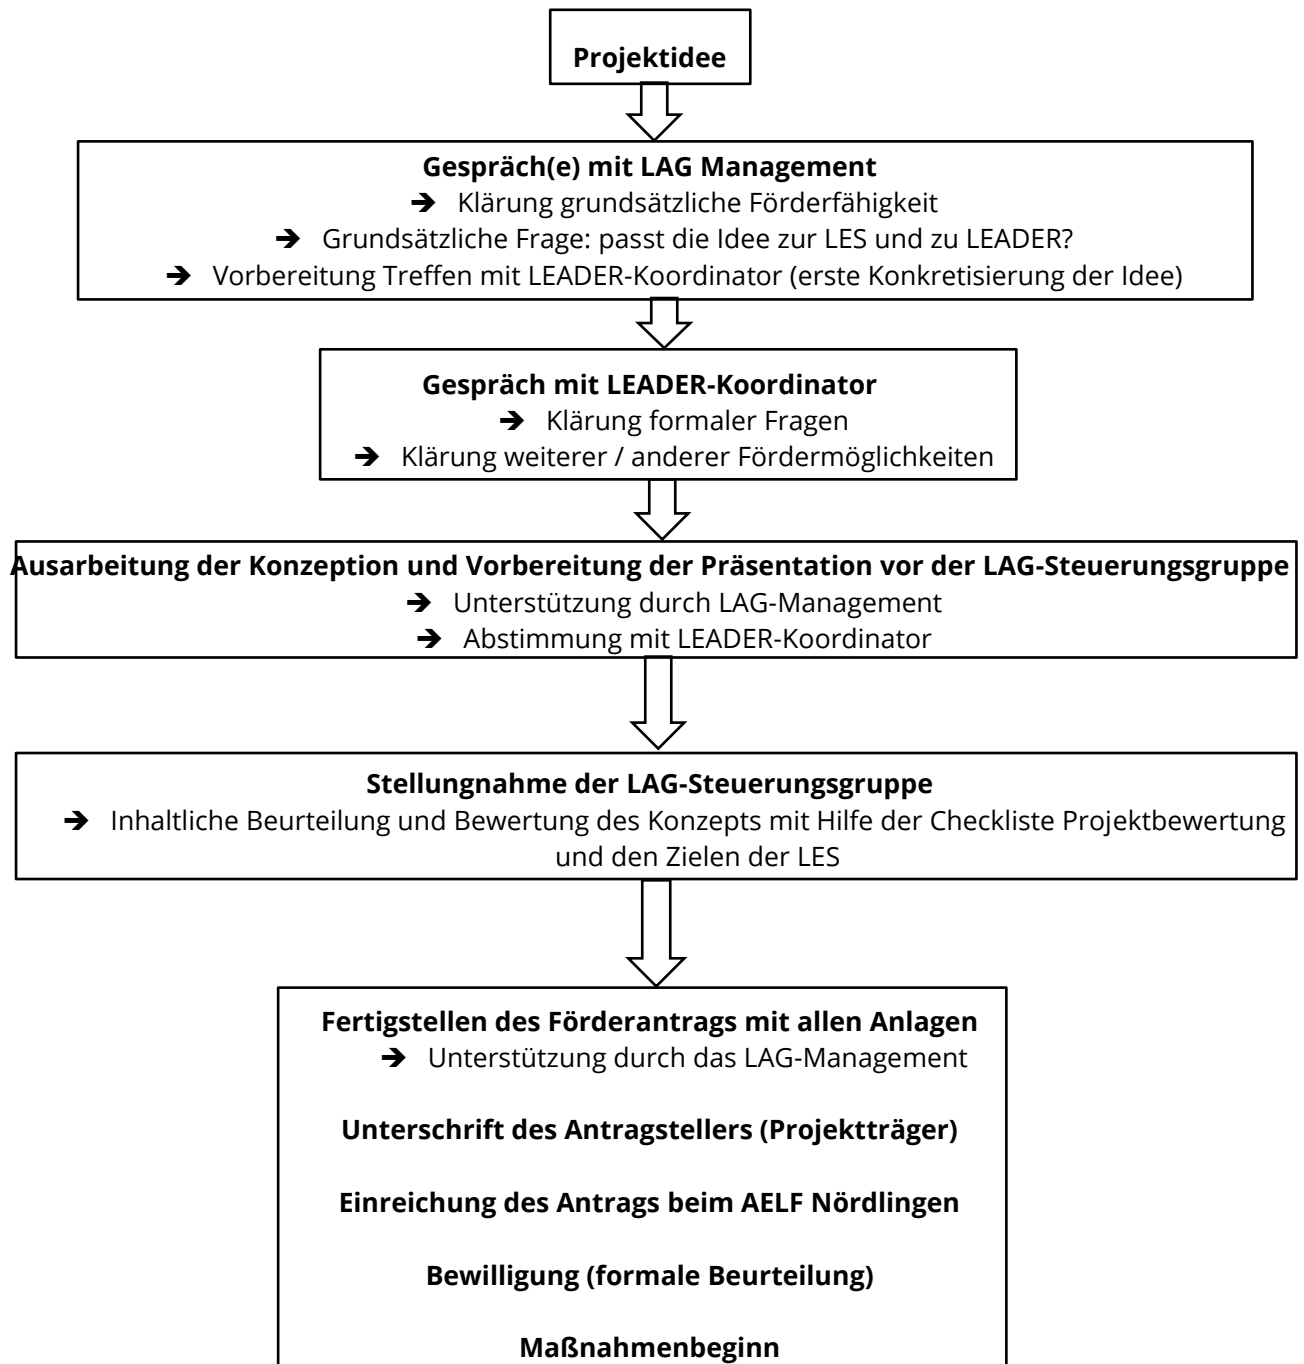 Projektidee
Gespräch(e) mit LAG Management
➔ Klärung grundsätzliche Förderfähigkeit
➔ Grundsätzliche Frage: passt die Idee zur LES und zu LEADER?
➔ Vorbereitung Treffen mit LEADER-Koordinator (erste Konkretisierung der Idee)
Gespräch mit LEADER-Koordinator
➔ Klärung formaler Fragen
➔ Klärung weiterer / anderer Fördermöglichkeiten
Ausarbeitung der Konzeption und Vorbereitung der Präsentation vor der LAG-Steuerungsgruppe
➔ Unterstützung durch LAG-Management
➔ Abstimmung mit LEADER-Koordinator
Stellungnahme der LAG-Steuerungsgruppe
➔ Inhaltliche Beurteilung und Bewertung des Konzepts mit Hilfe der Checkliste Projektbewertung
und den Zielen der LES
Fertigstellen des Förderantrags mit allen Anlagen
➔ Unterstützung durch das LAG-Management
Unterschrift des Antragstellers (Projektträger)
Einreichung des Antrags beim AELF Nördlingen
Bewilligung (formale Beurteilung)
Maßnahmenbeginn